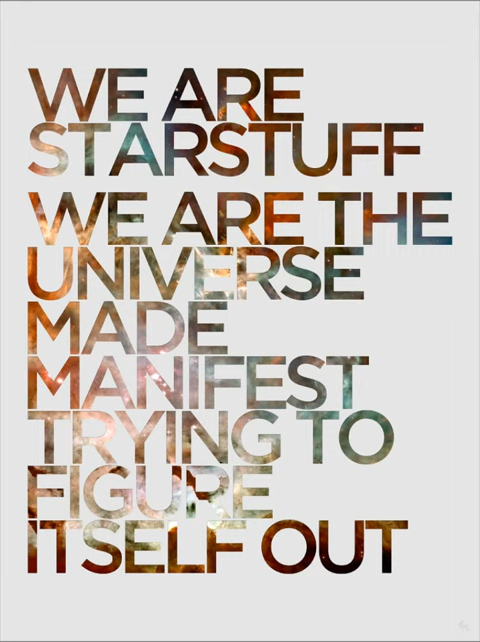 WE ARE
STARSTUFF
WE ARE THE
UNIVERSE
MADE
MANIFEST
TRYING TO
FIGURE
ITSELF OUT